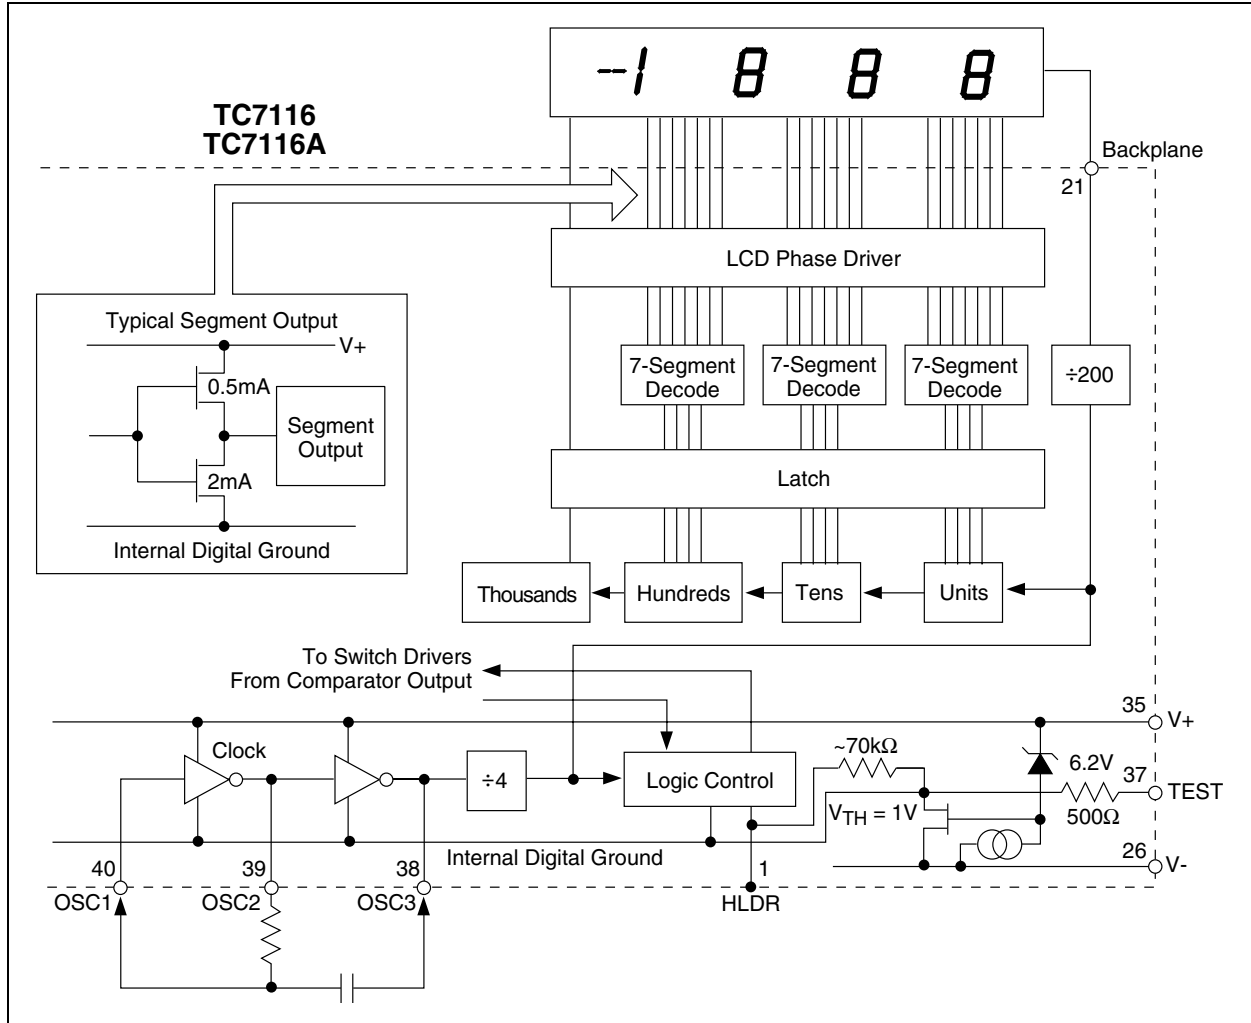 -1 8 8 8
TC7116
TC7116A
Backplane
21
LCD Phase Driver
Typical Segment Output
V+
0.5mA
Segment
Output
2mA
Internal Digital Ground
7-Segment
Decode
7-Segment
Decode
7-Segment
Decode
÷200
Latch
Thousands
Hundreds
Tens
Units
To Switch Drivers
From Comparator Output
35
V+
Clock
~70kΩ
6.2V
37
÷4
Logic Control
TEST
VTH = 1V
500Ω
Internal Digital Ground
26
V-
40
39
38
1
OSC1
OSC2
OSC3
HLDR